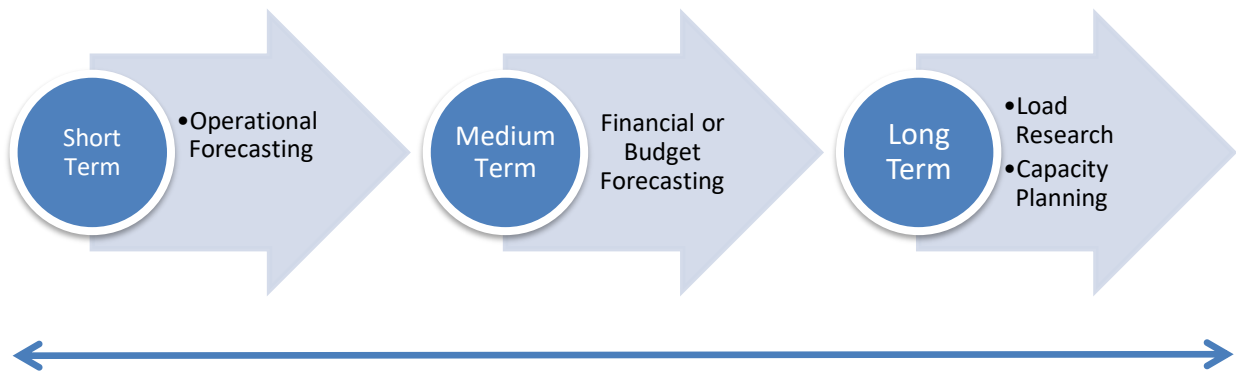 Short
Term
•Operational
Forecasting
Medium
Term
Financial or
Budget
Forecasting
Long
Term
•Load
Research
•Capacity
Planning